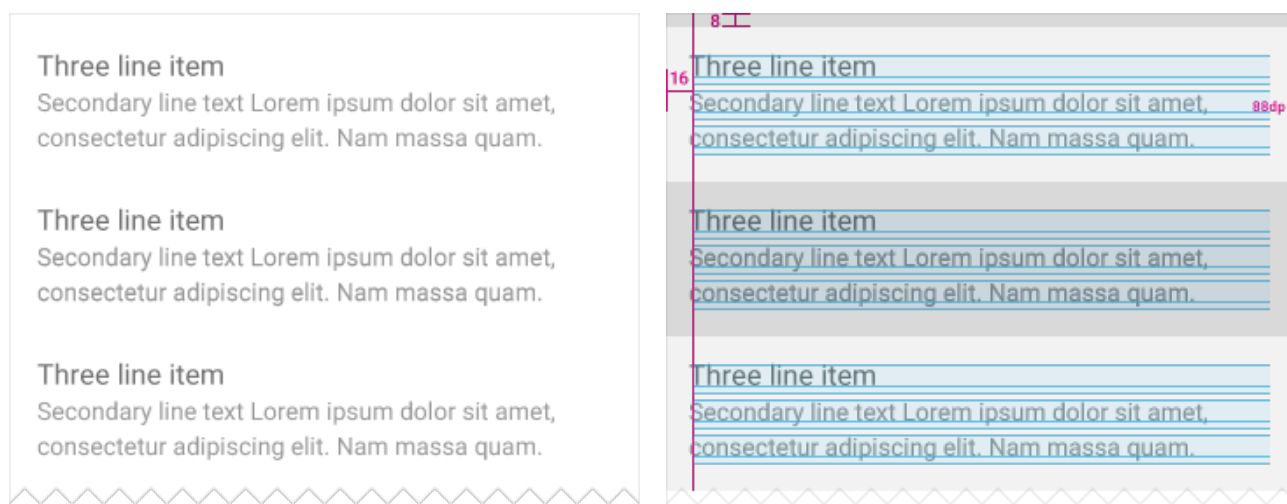 Three line item
Secondary line text Lorem ipsum dolor sit amet,
consectetur adipiscing elit. Nam massa quam.
Three line item
Secondary line text Lorem ipsum dolor sit amet,
consectetur adipiscing elit. Nam massa quam.
Three line item
Secondary line text Lorem ipsum dolor sit amet,
consectetur adipiscing elit. Nam massa quam.
8
Three line item
16
Secondary line text Lorem ipsum dolor sit amet,
88dp
consectetur adipiscing elit. Nam massa quam.
Three line item
Secondary line text Lorem ipsum dolor sit amet,
consectetur adipiscing elit. Nam massa quam.
Three line item
Secondary line text Lorem ipsum dolor sit amet,
consectetur adipiscing elit. Nam massa quam.